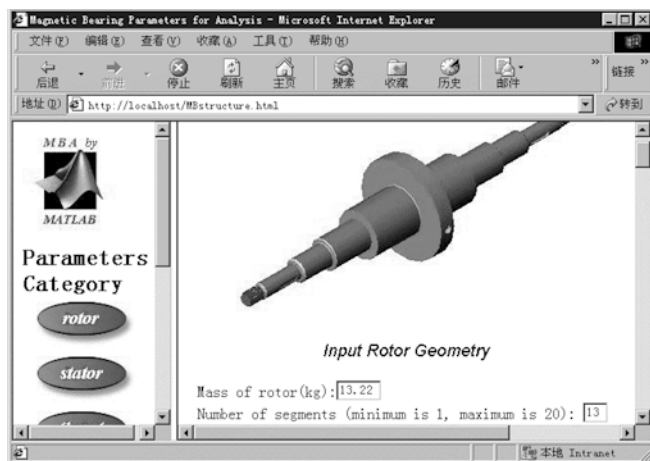 Magnetic Bearing Parameters for Analysis - Microsoft Internet Explorer
文件(F) 编辑(E) 查看(V) 收藏(A) 工具(T) 帮助(H)
后退 前进 停止 刷新 主页 搜索 收藏 历史 邮件 » 链接 »
地址(D) http://localhost/MBstructure.html 转到
MBA by
MATLAB
Parameters
Category
rotor
stator
Input Rotor Geometry
Mass of rotor(kg): 13.22
Number of segments (minimum is 1, maximum is 20): 13
本地 Intranet